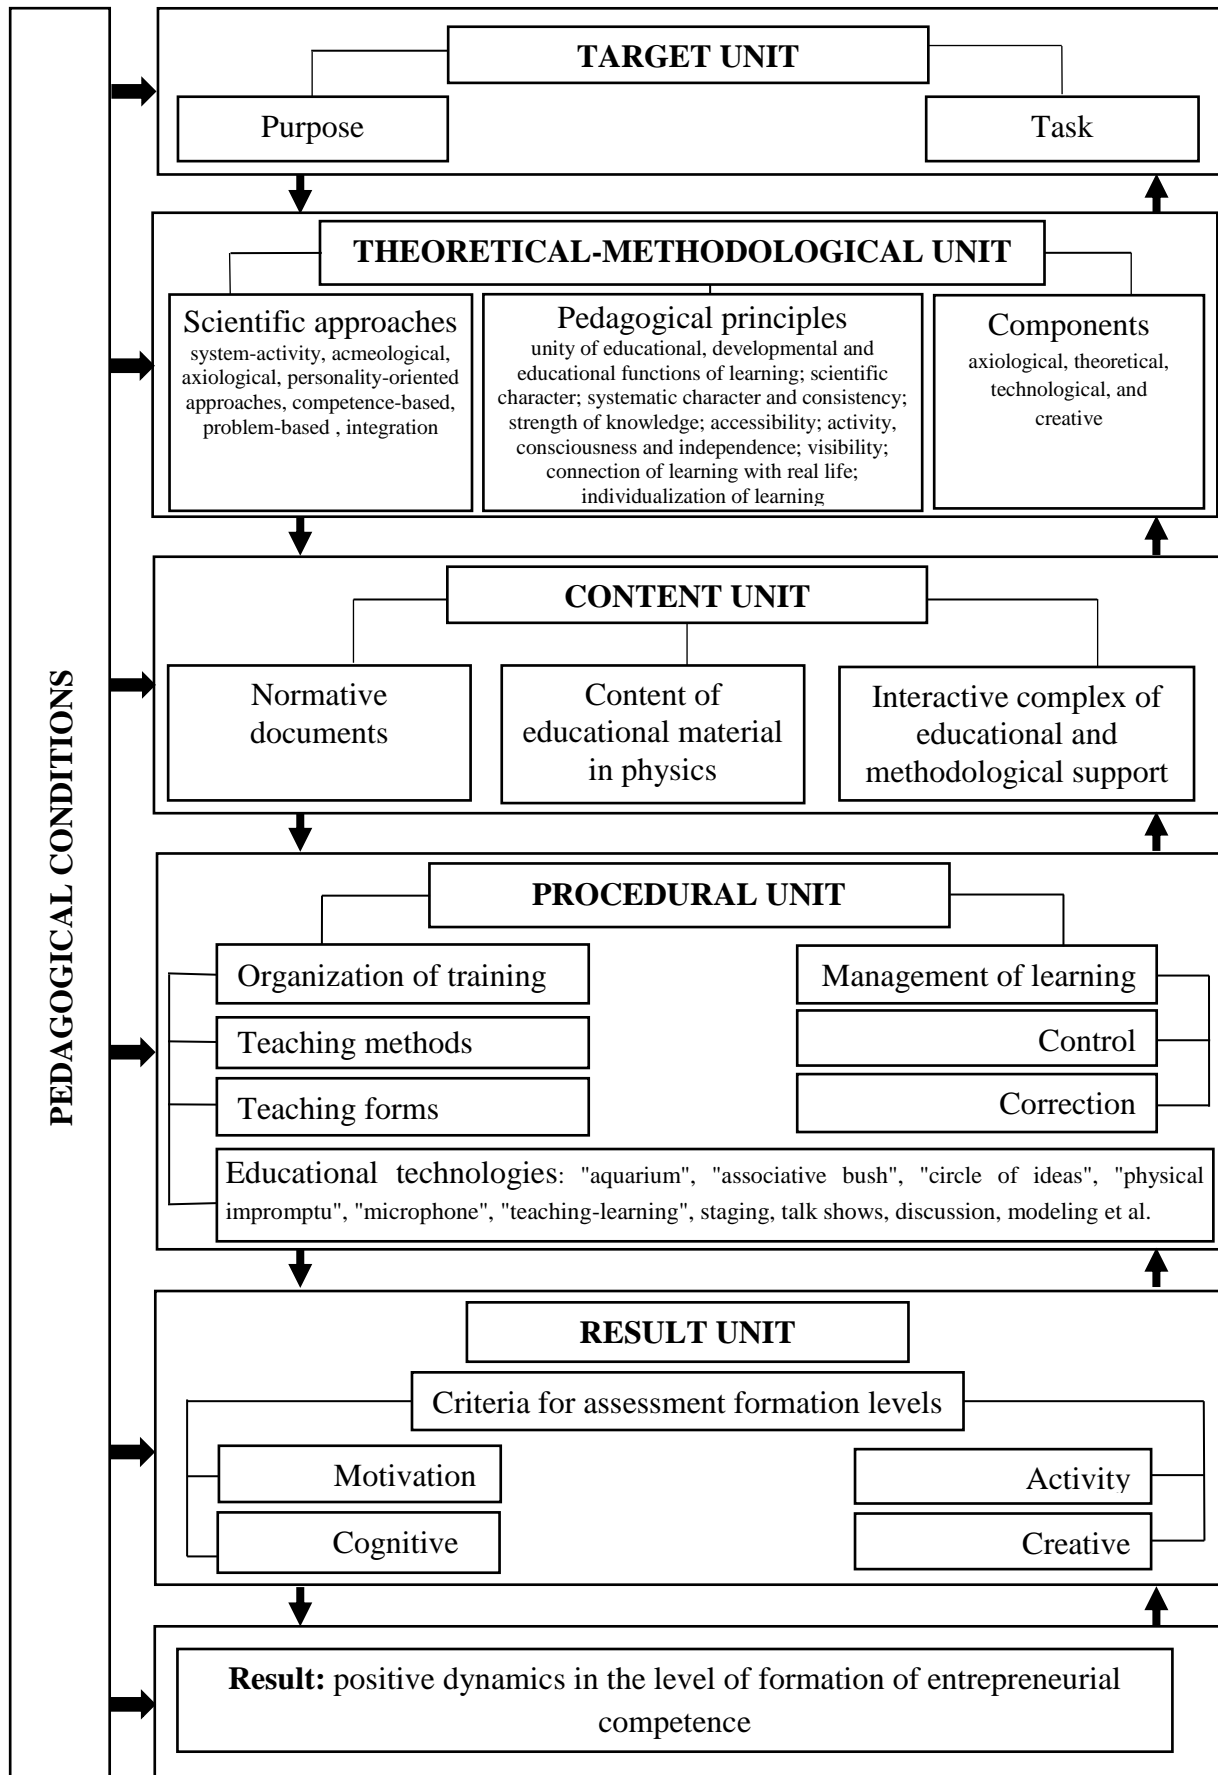 PEDAGOGICAL CONDITIONS
TARGET UNIT
Purpose
Task
THEORETICAL-METHODOLOGICAL UNIT
Scientific approaches
system-activity, acmeological,
axiological, personality-oriented
approaches, competence-based,
problem-based , integration
Pedagogical principles
unity of educational, developmental and
educational functions of learning; scientific
character; systematic character and consistency;
strength of knowledge; accessibility; activity,
consciousness and independence; visibility;
connection of learning with real life;
individualization of learning
Components
axiological, theoretical,
technological, and
creative
CONTENT UNIT
Normative
documents
Content of
educational material
in physics
Interactive complex of
educational and
methodological support
PROCEDURAL UNIT
Organization of training
Teaching methods
Teaching forms
Management of learning
Control
Correction
Educational technologies: "aquarium", "associative bush", "circle of ideas", "physical
impromptu", "microphone", "teaching-learning", staging, talk shows, discussion, modeling et al.
RESULT UNIT
Criteria for assessment formation levels
Motivation
Cognitive
Activity
Creative
Result: positive dynamics in the level of formation of entrepreneurial
competence